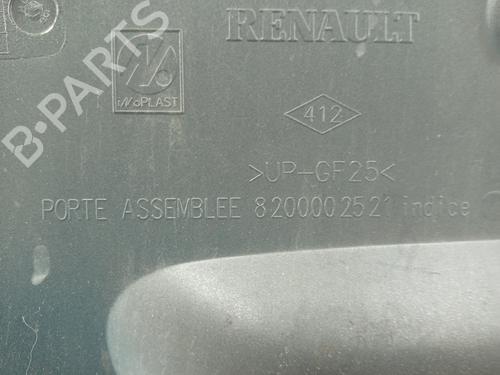 RENAULT
iNoPLAST
412
>UP-GF25<
PORTE ASSEMBLEE 8200002521 indice
B-PARTS